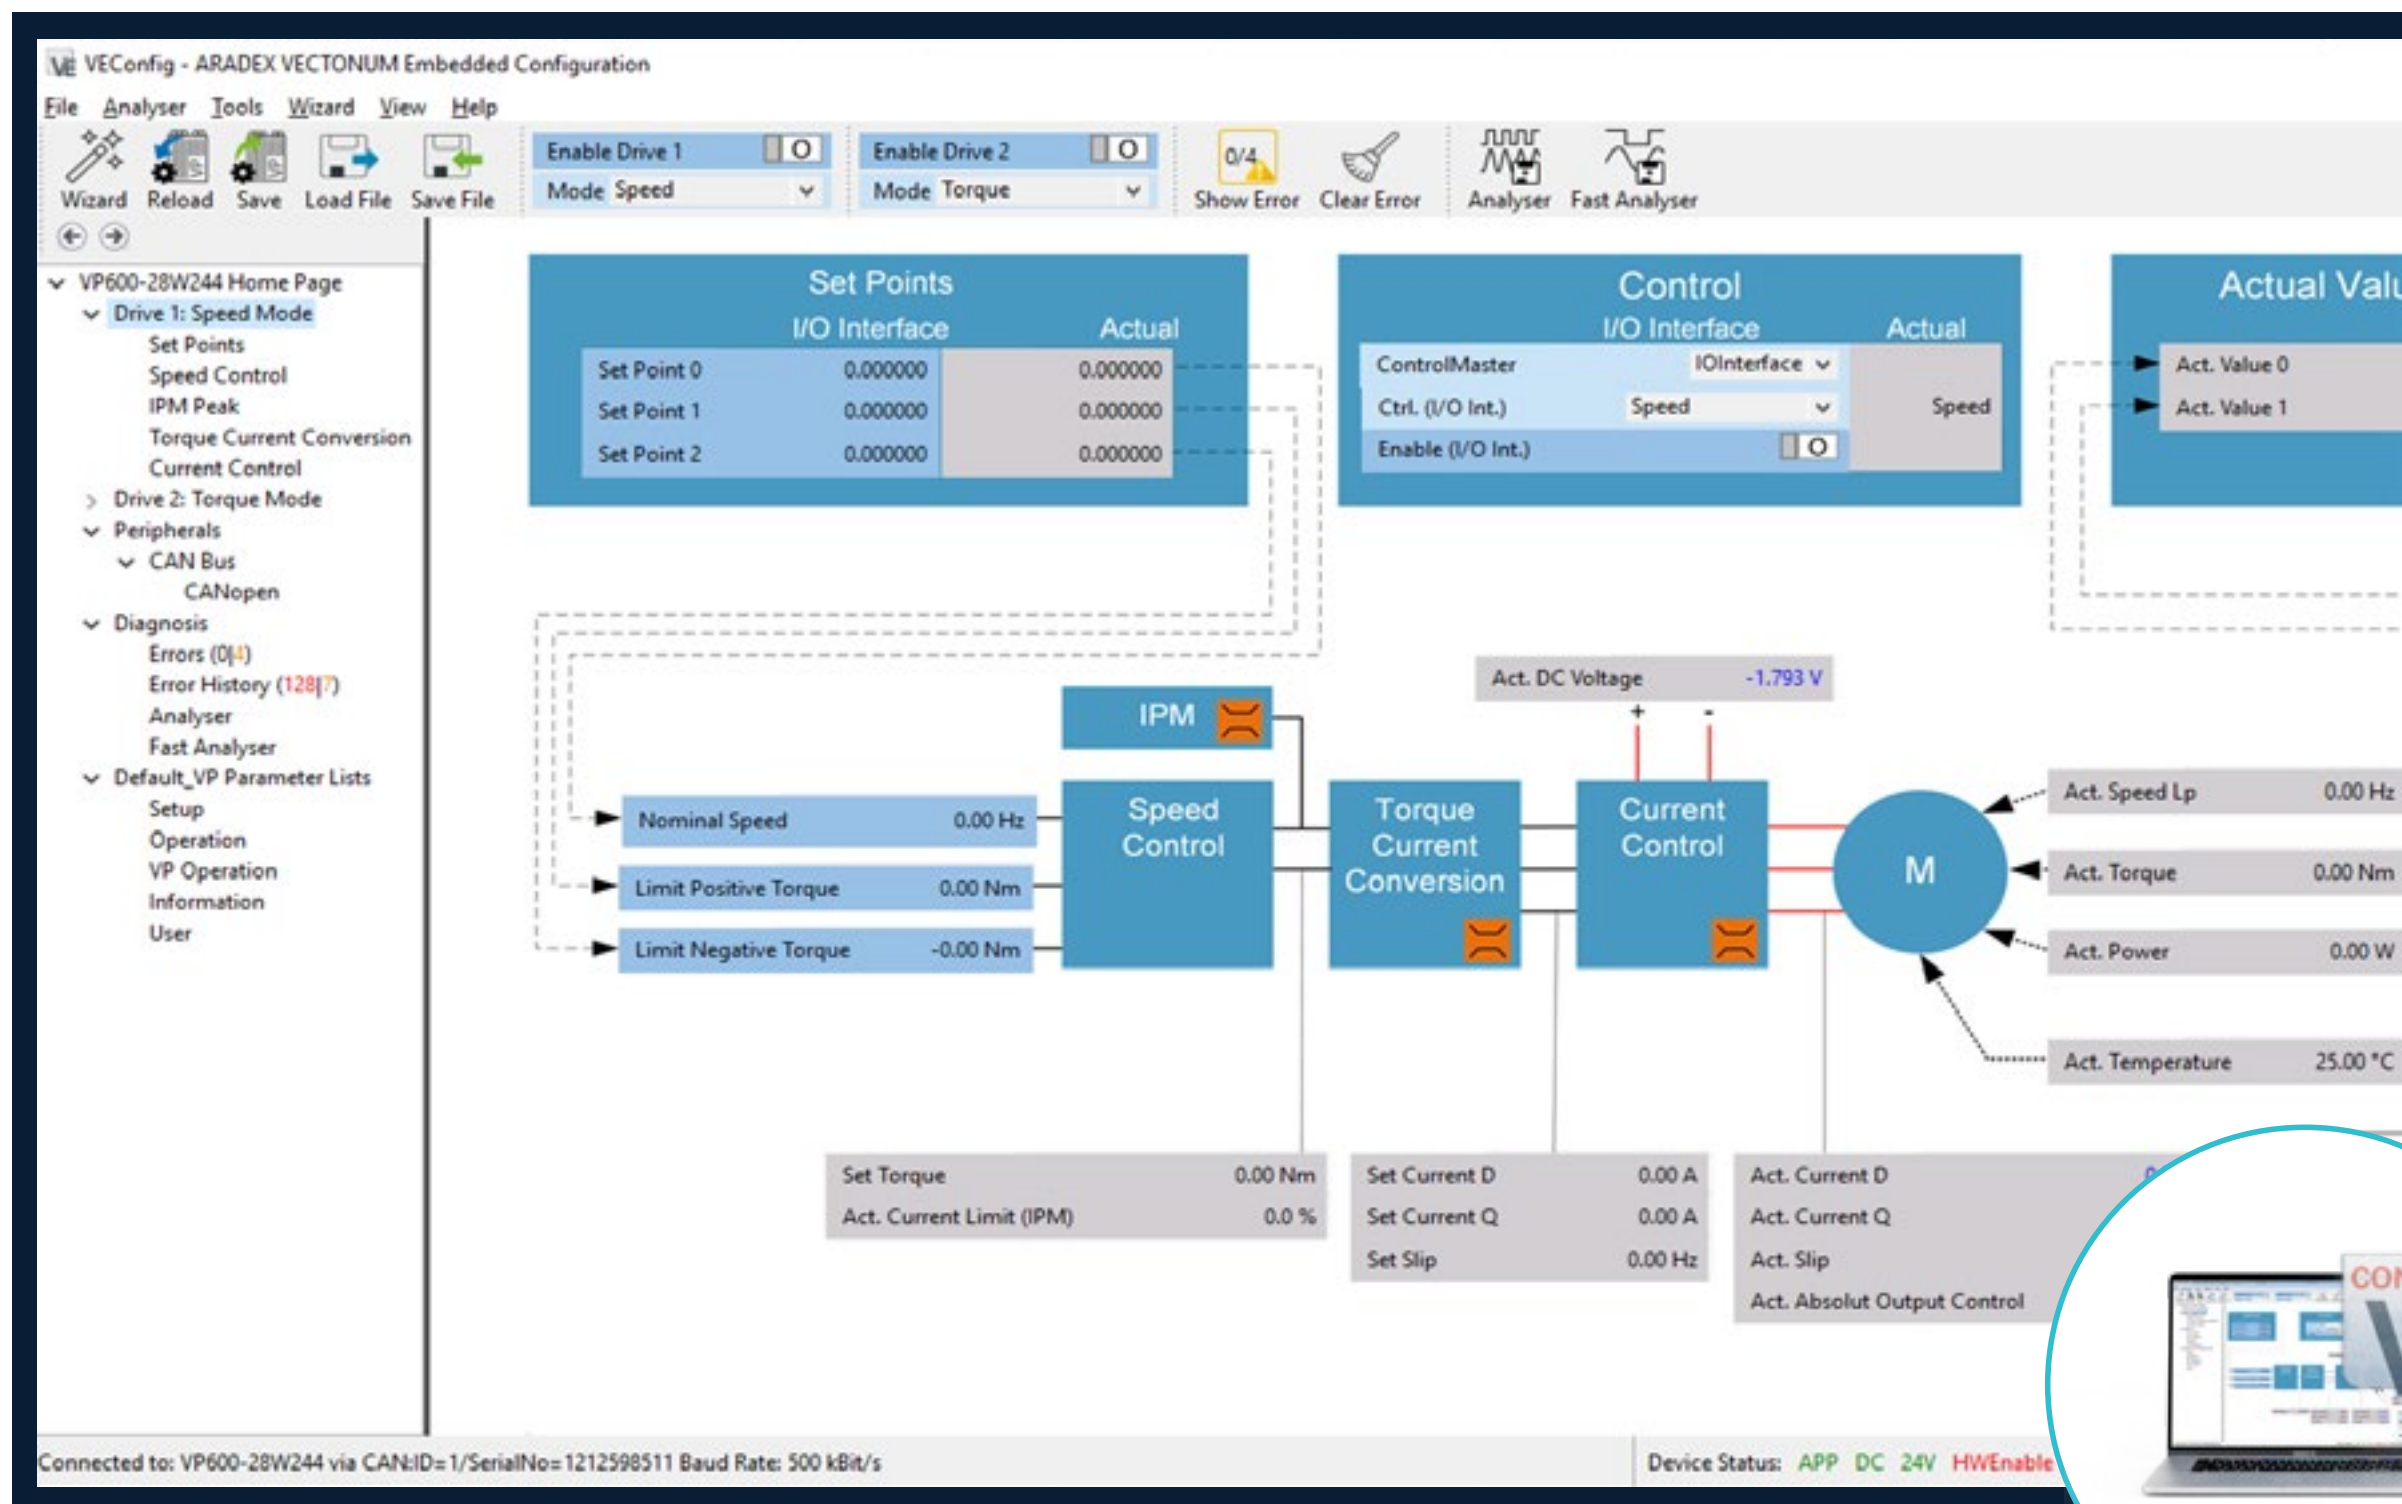 VEConfig - ARADEX VECTONUM Embedded Configuration
File Analyser Tools Wizard View Help
Wizard Reload Save Load File Save File
Enable Drive 1 O
Mode Speed
Enable Drive 2 O
Mode Torque
0/4
Show Error Clear Error Analyser Fast Analyser
VP600-28W244 Home Page
Drive 1: Speed Mode
Set Points
Speed Control
IPM Peak
Torque Current Conversion
Current Control
Drive 2: Torque Mode
Peripherals
CAN Bus
CANopen
Diagnosis
Errors (0|4)
Error History (128|7)
Analyser
Fast Analyser
Default_VP Parameter Lists
Setup
Operation
VP Operation
Information
User
Set Points
I/O Interface Actual
Set Point 0 0.000000 0.000000
Set Point 1 0.000000 0.000000
Set Point 2 0.000000 0.000000
Control
I/O Interface Actual
ControlMaster IOInterface
Ctrl. (I/O Int.) Speed Speed
Enable (I/O Int.) O
Actual Valu
Act. Value 0
Act. Value 1
Act. DC Voltage -1.793 V
+ -
IPM
Nominal Speed 0.00 Hz
Limit Positive Torque 0.00 Nm
Limit Negative Torque -0.00 Nm
Speed
Control
Torque
Current
Conversion
Current
Control
M
Act. Speed Lp 0.00 Hz
Act. Torque 0.00 Nm
Act. Power 0.00 W
Act. Temperature 25.00 °C
Set Torque 0.00 Nm
Act. Current Limit (IPM) 0.0 %
Set Current D 0.00 A
Set Current Q 0.00 A
Set Slip 0.00 Hz
Act. Current D
Act. Current Q
Act. Slip
Act. Absolut Output Control
CON
Connected to: VP600-28W244 via CAN:ID=1/SerialNo=1212598511 Baud Rate: 500 kBit/s
Device Status: APP DC 24V HWEnable